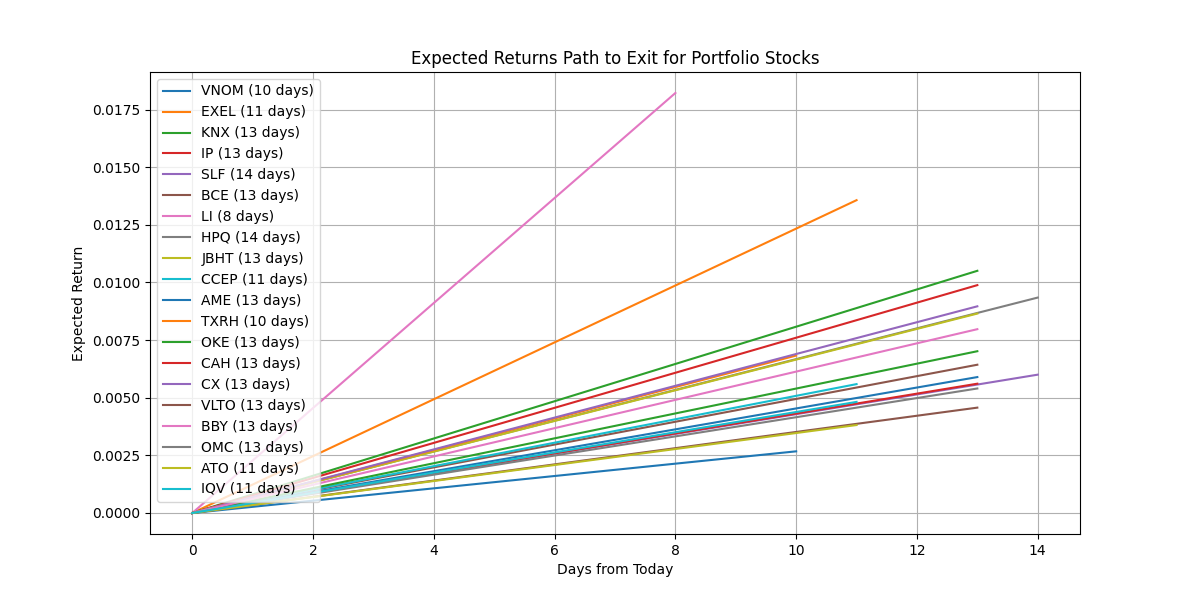 Expected Returns Path to Exit for Portfolio Stocks
Expected Return
0.0175
0.0150
0.0125
0.0100
0.0075
0.0050
0.0025
0.0000
VNOM (10 days)
EXEL (11 days)
KNX (13 days)
IP (13 days)
SLF (14 days)
BCE (13 days)
LI (8 days)
HPQ (14 days)
JBHT (13 days)
CCEP (11 days)
AME (13 days)
TXRH (10 days)
OKE (13 days)
CAH (13 days)
CX (13 days)
VLTO (13 days)
BBY (13 days)
OMC (13 days)
ATO (11 days)
IQV (11 days)
0 2 4 6 8 10 12 14
Days from Today